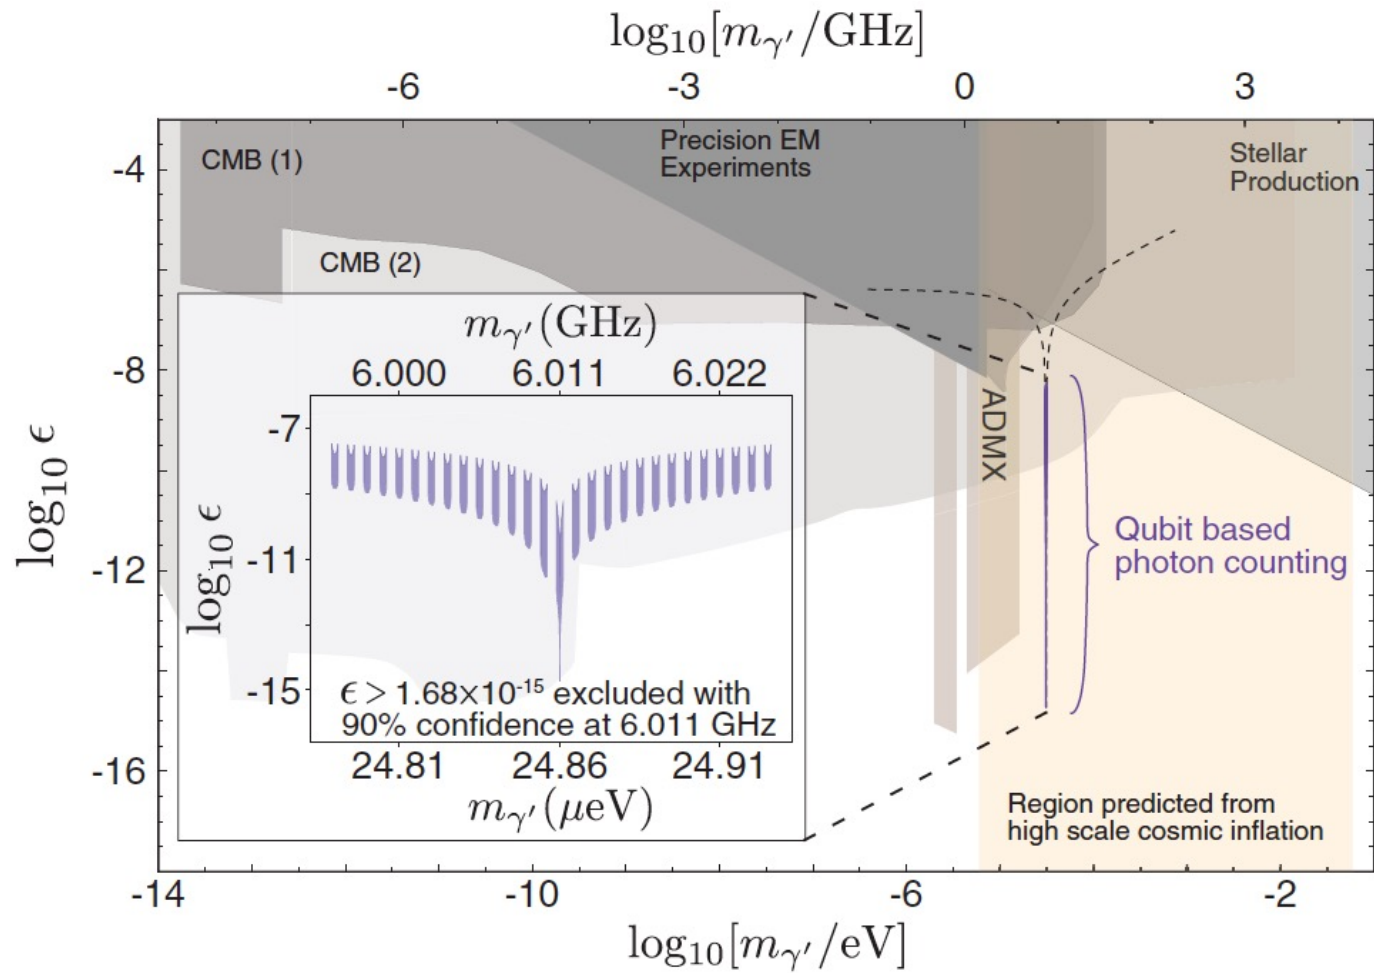 log₁₀[mγ′/GHz]
-6 -3 0 3
CMB (1)
Precision EM
Experiments
Stellar
Production
-4
CMB (2)
mγ′(GHz)
6.000 6.011 6.022
-8
-7
ADMX
log₁₀ ϵ
log₁₀ ϵ
-11
Qubit based
photon counting
-12
-15
ϵ > 1.68×10⁻¹⁵ excluded with
90% confidence at 6.011 GHz
24.81 24.86 24.91
-16
mγ′(μeV)
Region predicted from
high scale cosmic inflation
-14 -10 -6 -2
log₁₀[mγ′/eV]